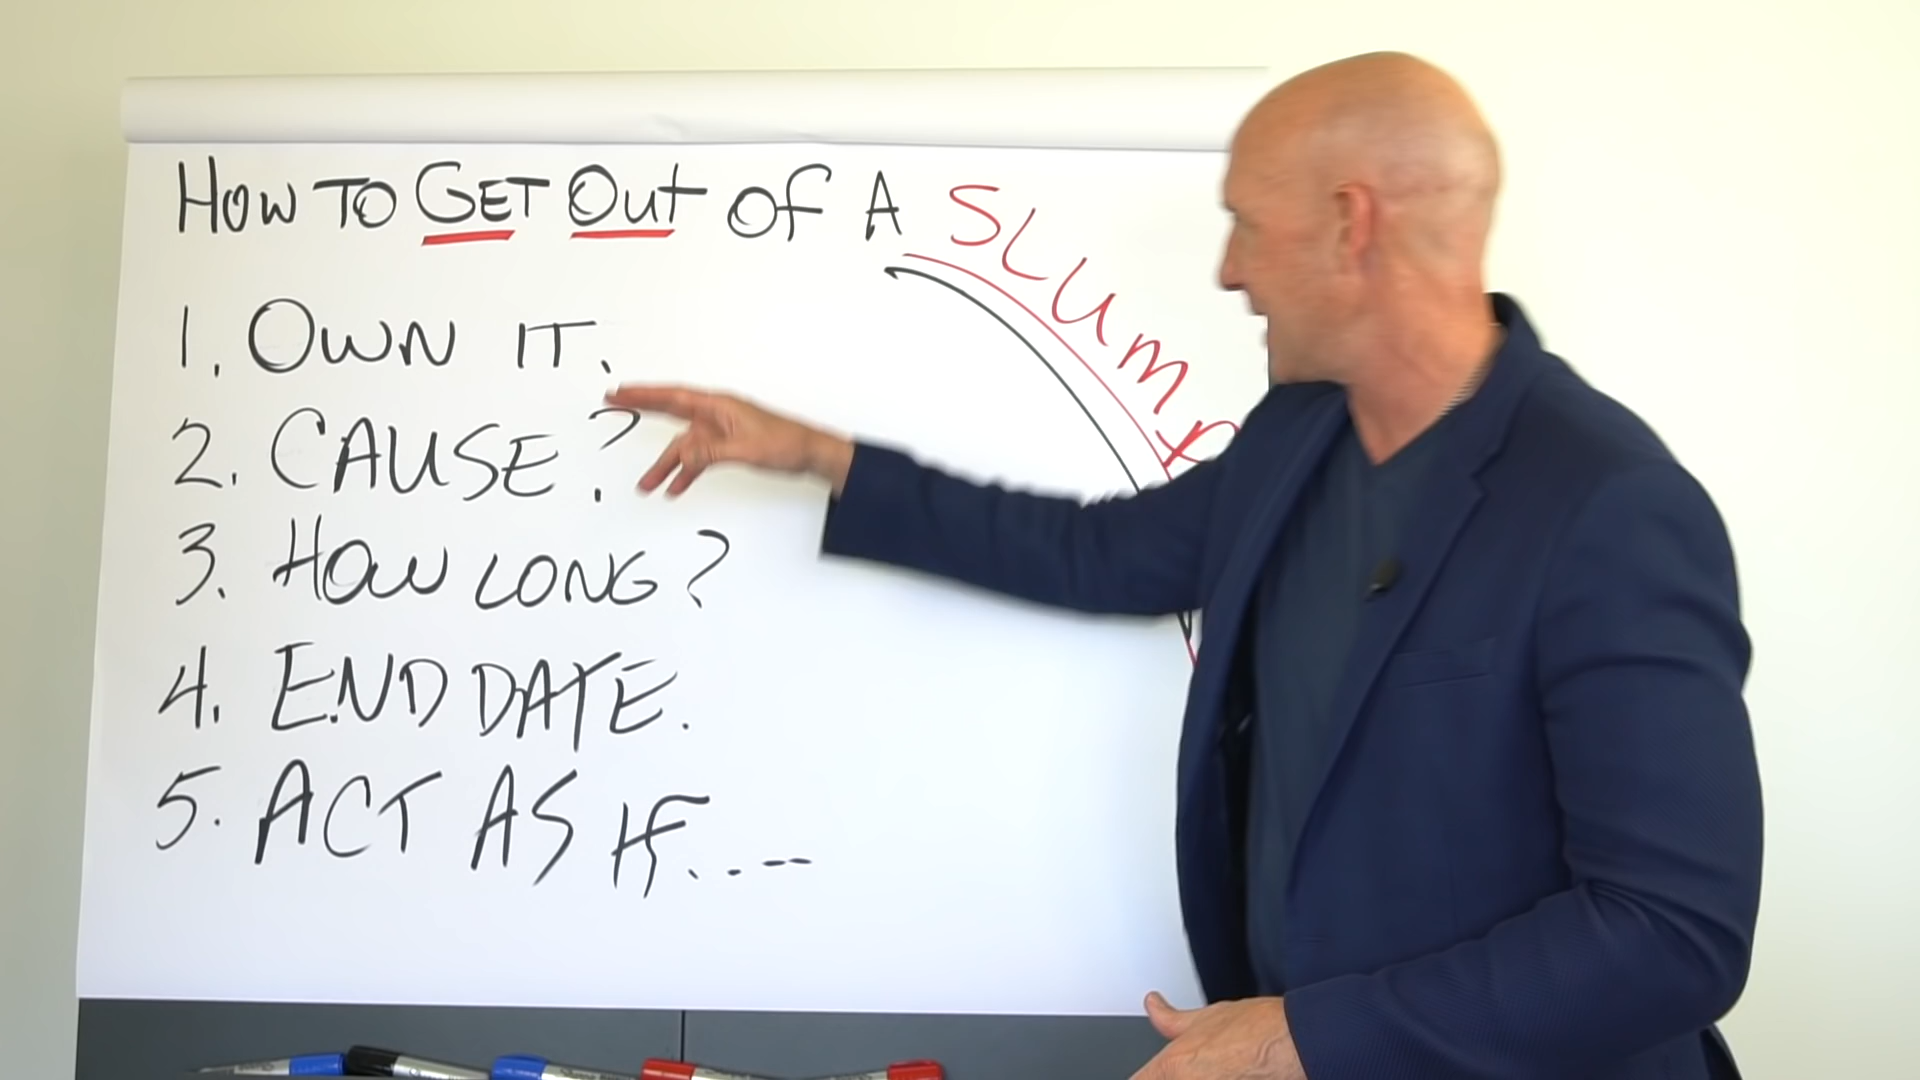 HOW TO GET OUT OF A SLUMP
1. OWN IT.
2. CAUSE?
3. HOW LONG?
4. END DATE.
5. ACT AS IF....--